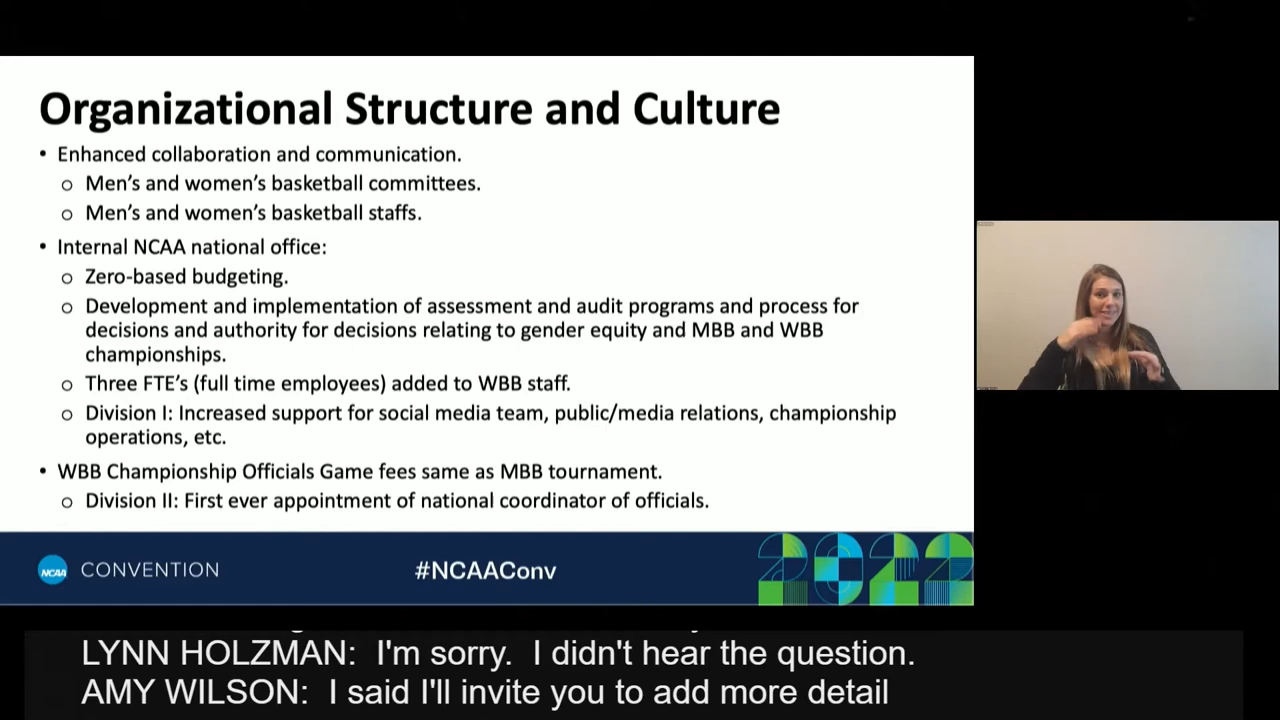 Organizational Structure and Culture
• Enhanced collaboration and communication.
o Men's and women's basketball committees.
o Men's and women's basketball staffs.
• Internal NCAA national office:
o Zero-based budgeting.
o Development and implementation of assessment and audit programs and process for
decisions and authority for decisions relating to gender equity and MBB and WBB
championships.
o Three FTE's (full time employees) added to WBB staff.
o Division I: Increased support for social media team, public/media relations, championship
operations, etc.
• WBB Championship Officials Game fees same as MBB tournament.
o Division II: First ever appointment of national coordinator of officials.
NCAA CONVENTION #NCAAConv 2022
LYNN HOLZMAN: I'm sorry. I didn't hear the question.
AMY WILSON: I said I'll invite you to add more detail